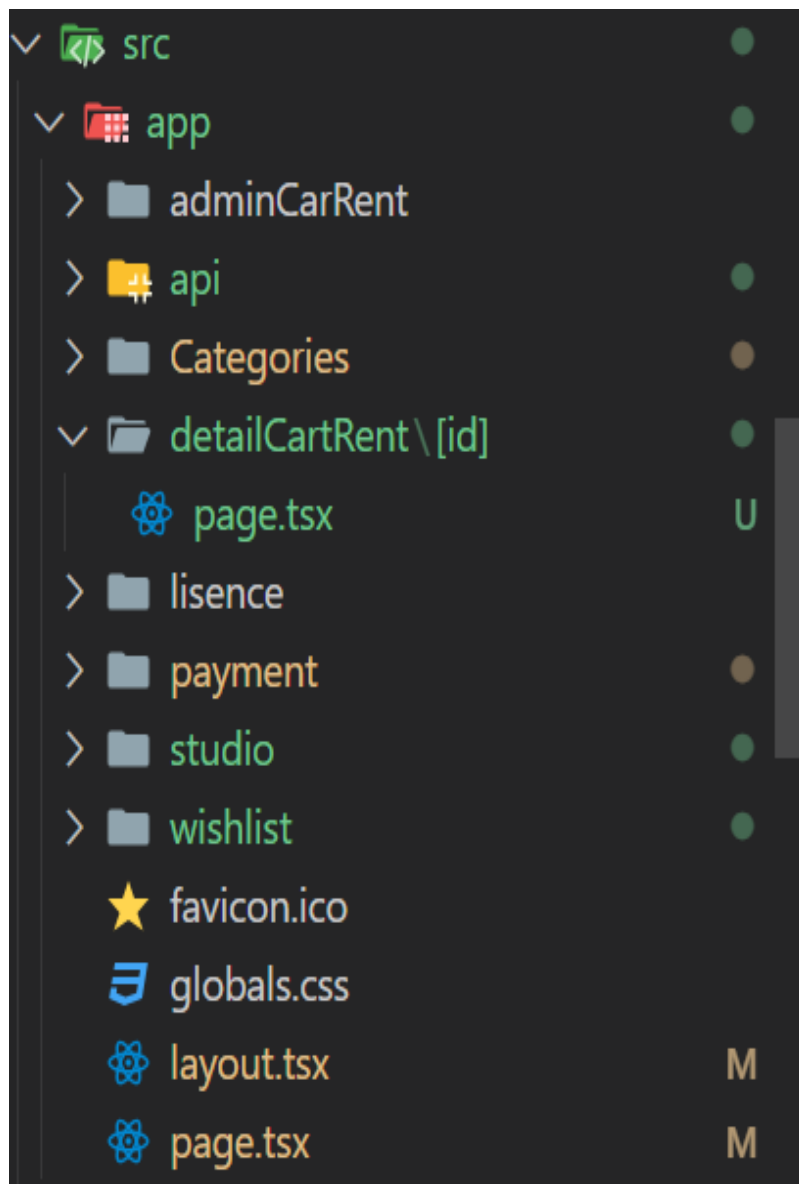 src
app
adminCarRent
api
Categories
detailCartRent\[id]
page.tsx U
lisence
payment
studio
wishlist
favicon.ico
globals.css
layout.tsx M
page.tsx M